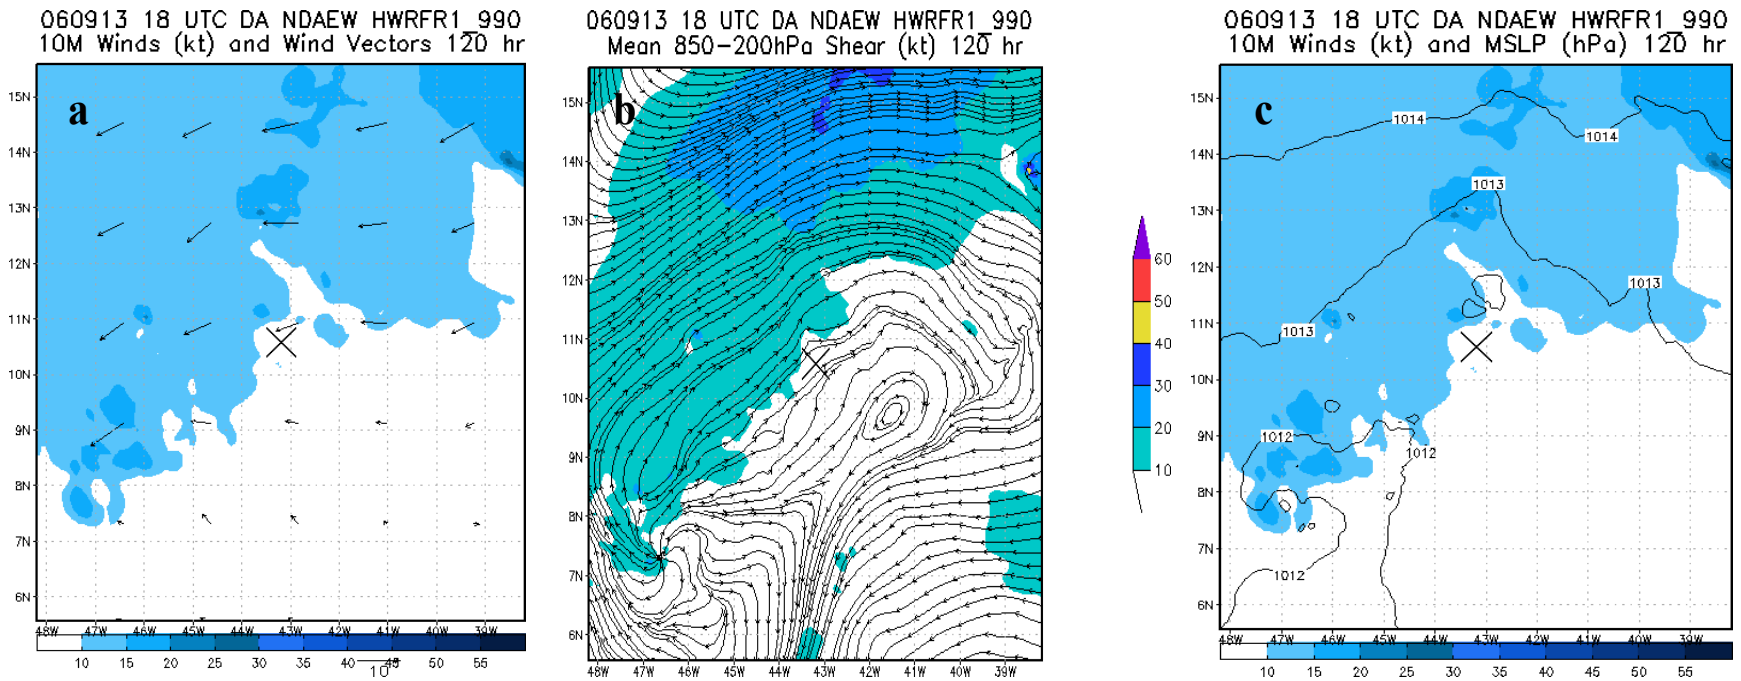 060913 18 UTC DA NDAEW HWRFR1_990
10M Winds (kt) and Wind Vectors 120 hr
a
15N
14N
13N
12N
11N
10N
9N
8N
7N
6N
48W 47W 46W 45W 44W 43W 42W 41W 40W 39W
10 15 20 25 30 35 40 45 50 55
10
060913 18 UTC DA NDAEW HWRFR1_990
Mean 850-200hPa Shear (kt) 120 hr
b
15N
14N
13N
12N
11N
10N
9N
8N
7N
6N
48W 47W 46W 45W 44W 43W 42W 41W 40W 39W
60
50
40
30
20
10
060913 18 UTC DA NDAEW HWRFR1_990
10M Winds (kt) and MSLP (hPa) 120 hr
c
15N
14N
13N
12N
11N
10N
9N
8N
7N
6N
1014
1014
1013
1013
1013
1012
1012
1012
48W 47W 46W 45W 44W 43W 42W 41W 40W 39W
10 15 20 25 30 35 40 45 50 55